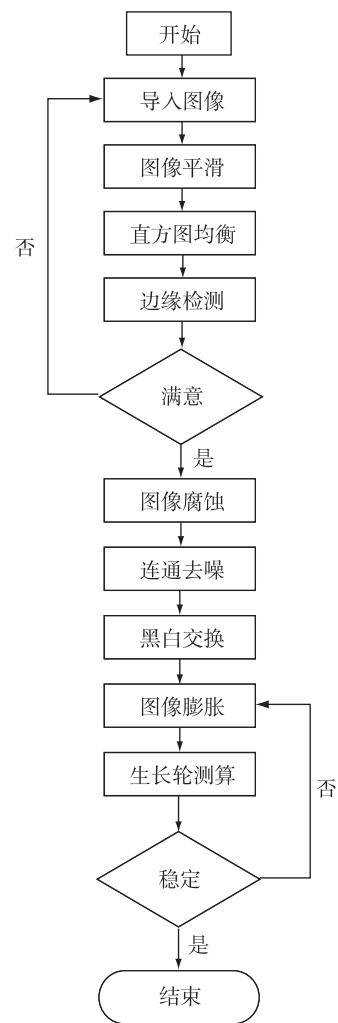 开始
导入图像
图像平滑
直方图均衡
否
边缘检测
满意
是
图像腐蚀
连通去噪
黑白交换
图像膨胀
生长轮测算
否
稳定
是
结束